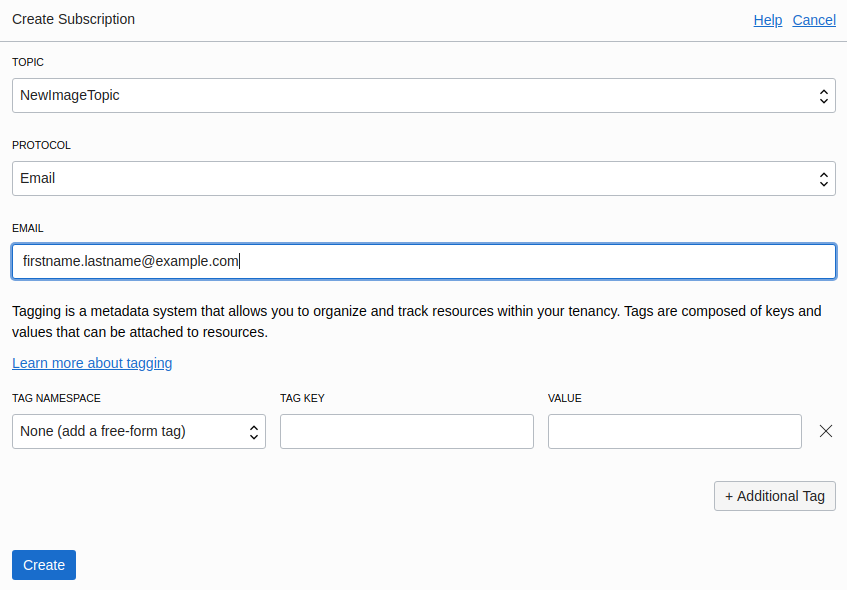 Create Subscription
Help Cancel
TOPIC
NewImageTopic
PROTOCOL
Email
EMAIL
firstname.lastname@example.com
Tagging is a metadata system that allows you to organize and track resources within your tenancy. Tags are composed of keys and
values that can be attached to resources.
Learn more about tagging
TAG NAMESPACE TAG KEY VALUE
None (add a free-form tag)
+ Additional Tag
Create